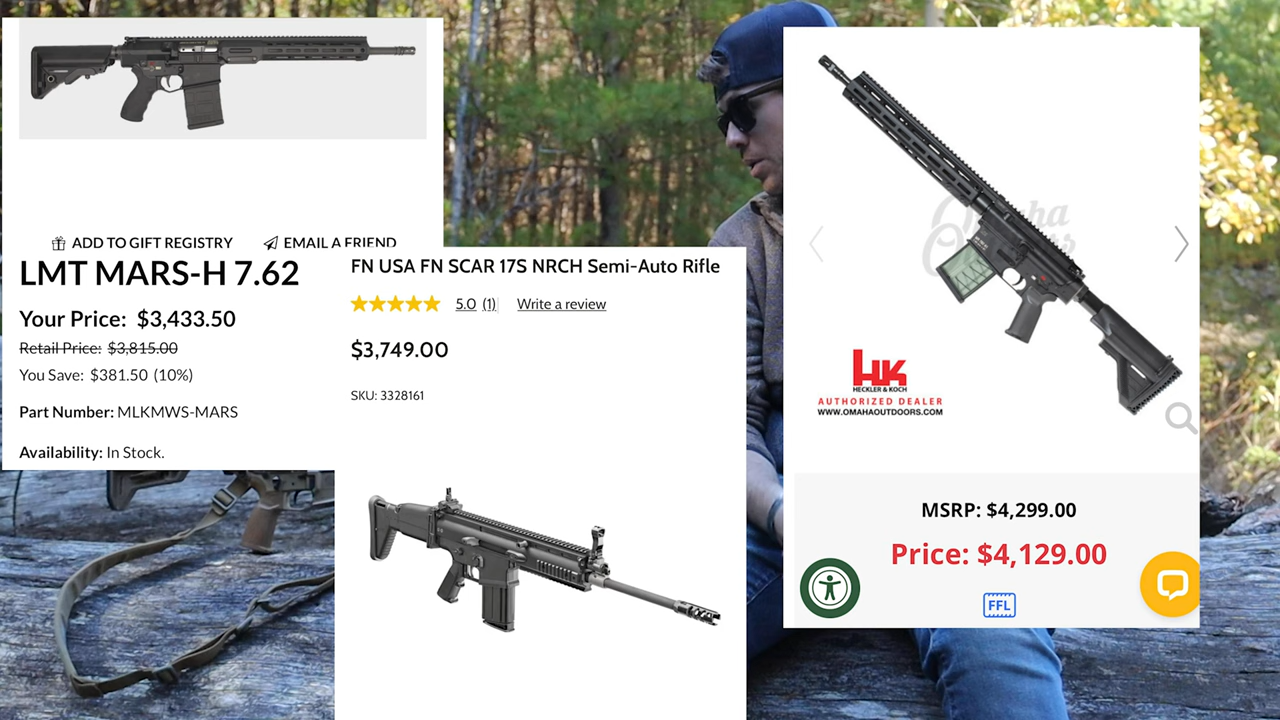 ADD TO GIFT REGISTRY
EMAIL A FRIEND
LMT MARS-H 7.62
Your Price: $3,433.50
Retail Price: $3,815.00
You Save: $381.50 (10%)
Part Number: MLKMWS-MARS
Availability: In Stock.
FN USA FN SCAR 17S NRCH Semi-Auto Rifle
5.0 (1) Write a review
$3,749.00
SKU: 3328161
Omaha
HK
HECKLER & KOCH
AUTHORIZED DEALER
WWW.OMAHAOUTDOORS.COM
MSRP: $4,299.00
Price: $4,129.00
FFL